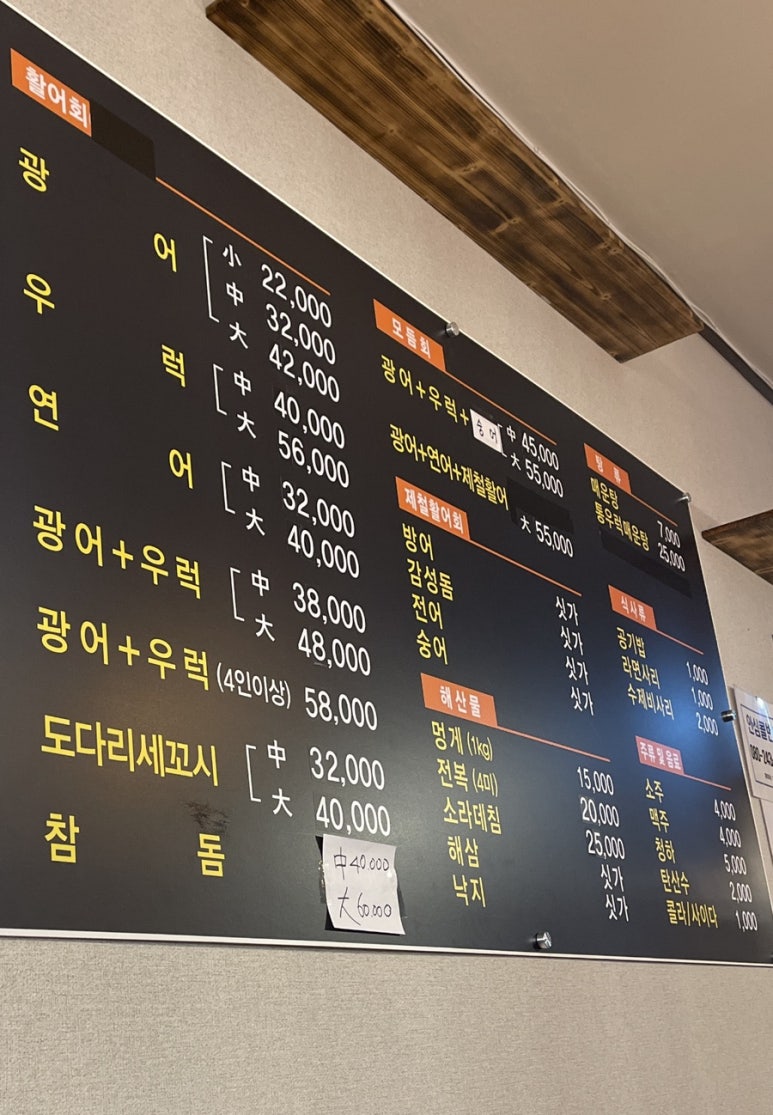 활어회
광어 小 22,000
中 32,000
大 42,000
우럭 中 40,000
大 56,000
연어 中 32,000
大 40,000
광어+우럭 中 38,000
大 48,000
광어+우럭(4인이상) 58,000
도다리세꼬시 中 32,000
大 40,000
참돔 中 40.000
大 60.000
모듬회
광어+우럭+숭어 中 45,000
大 55,000
광어+연어+제철활어
大 55,000
제철활어회
방어 싯가
감성돔 싯가
전어 싯가
숭어 싯가
해산물
멍게 (1kg) 15,000
전복 (4미) 20,000
소라데침 25,000
해삼 싯가
낙지 싯가
탕류
매운탕 7,000
통우럭매운탕 25,000
식사류
공기밥 1,000
라면사리 1,000
수제비사리 2,000
주류 및 음료
소주 4,000
맥주 4,000
청하 5,000
탄산수 2,000
콜라/사이다 1,000
안심콜